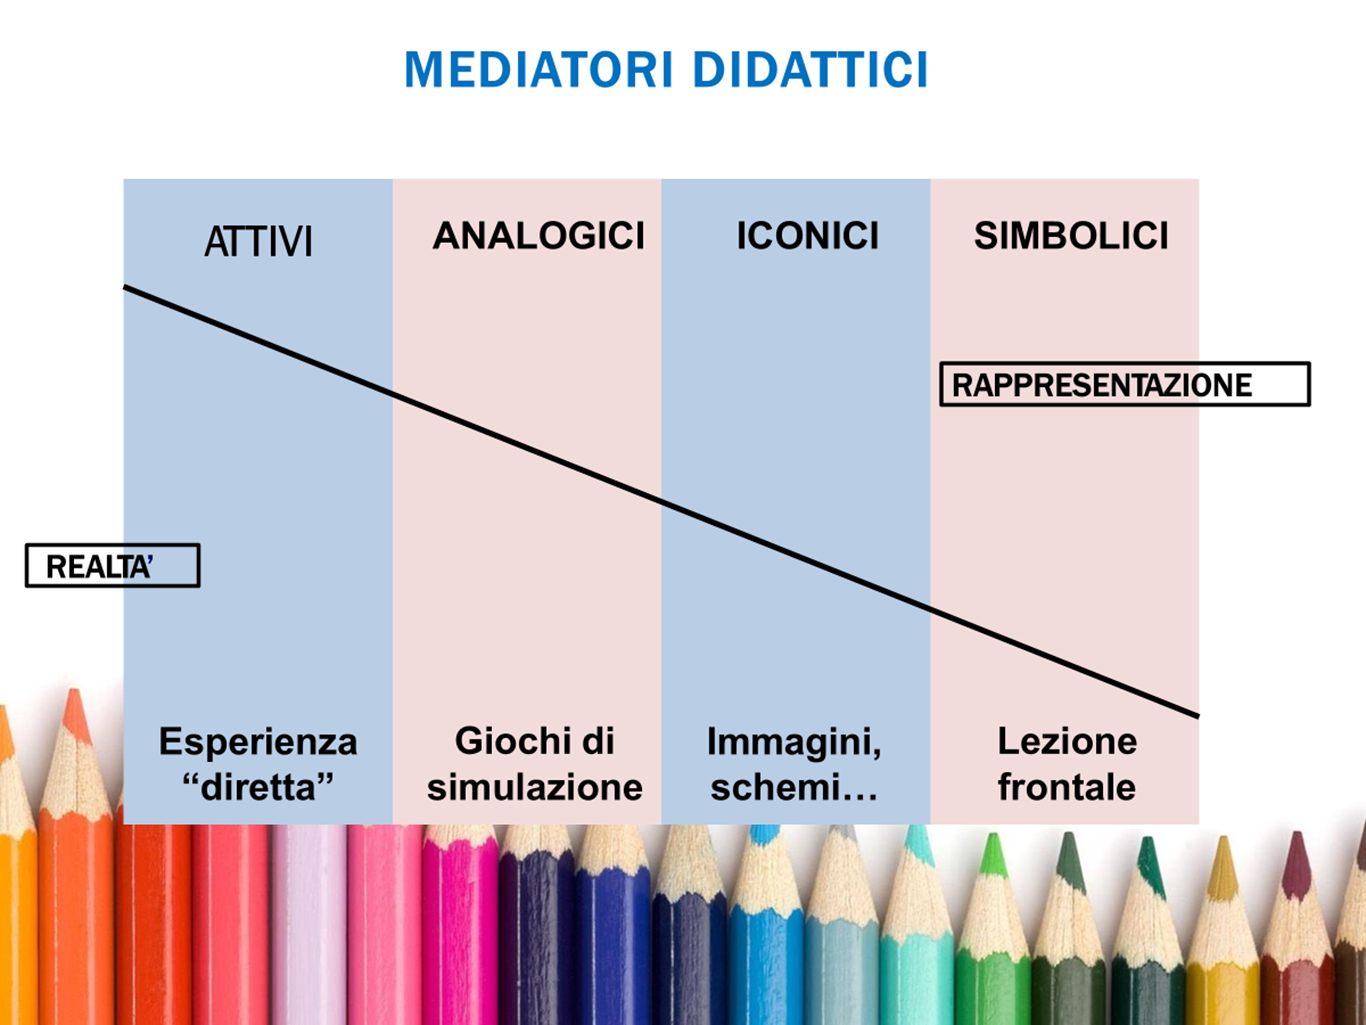 MEDIATORI DIDATTICI
ATTIVI
ANALOGICI
ICONICI
SIMBOLICI
RAPPRESENTAZIONE
REALTA’
Esperienza
“diretta”
Giochi di
simulazione
Immagini,
schemi…
Lezione
frontale